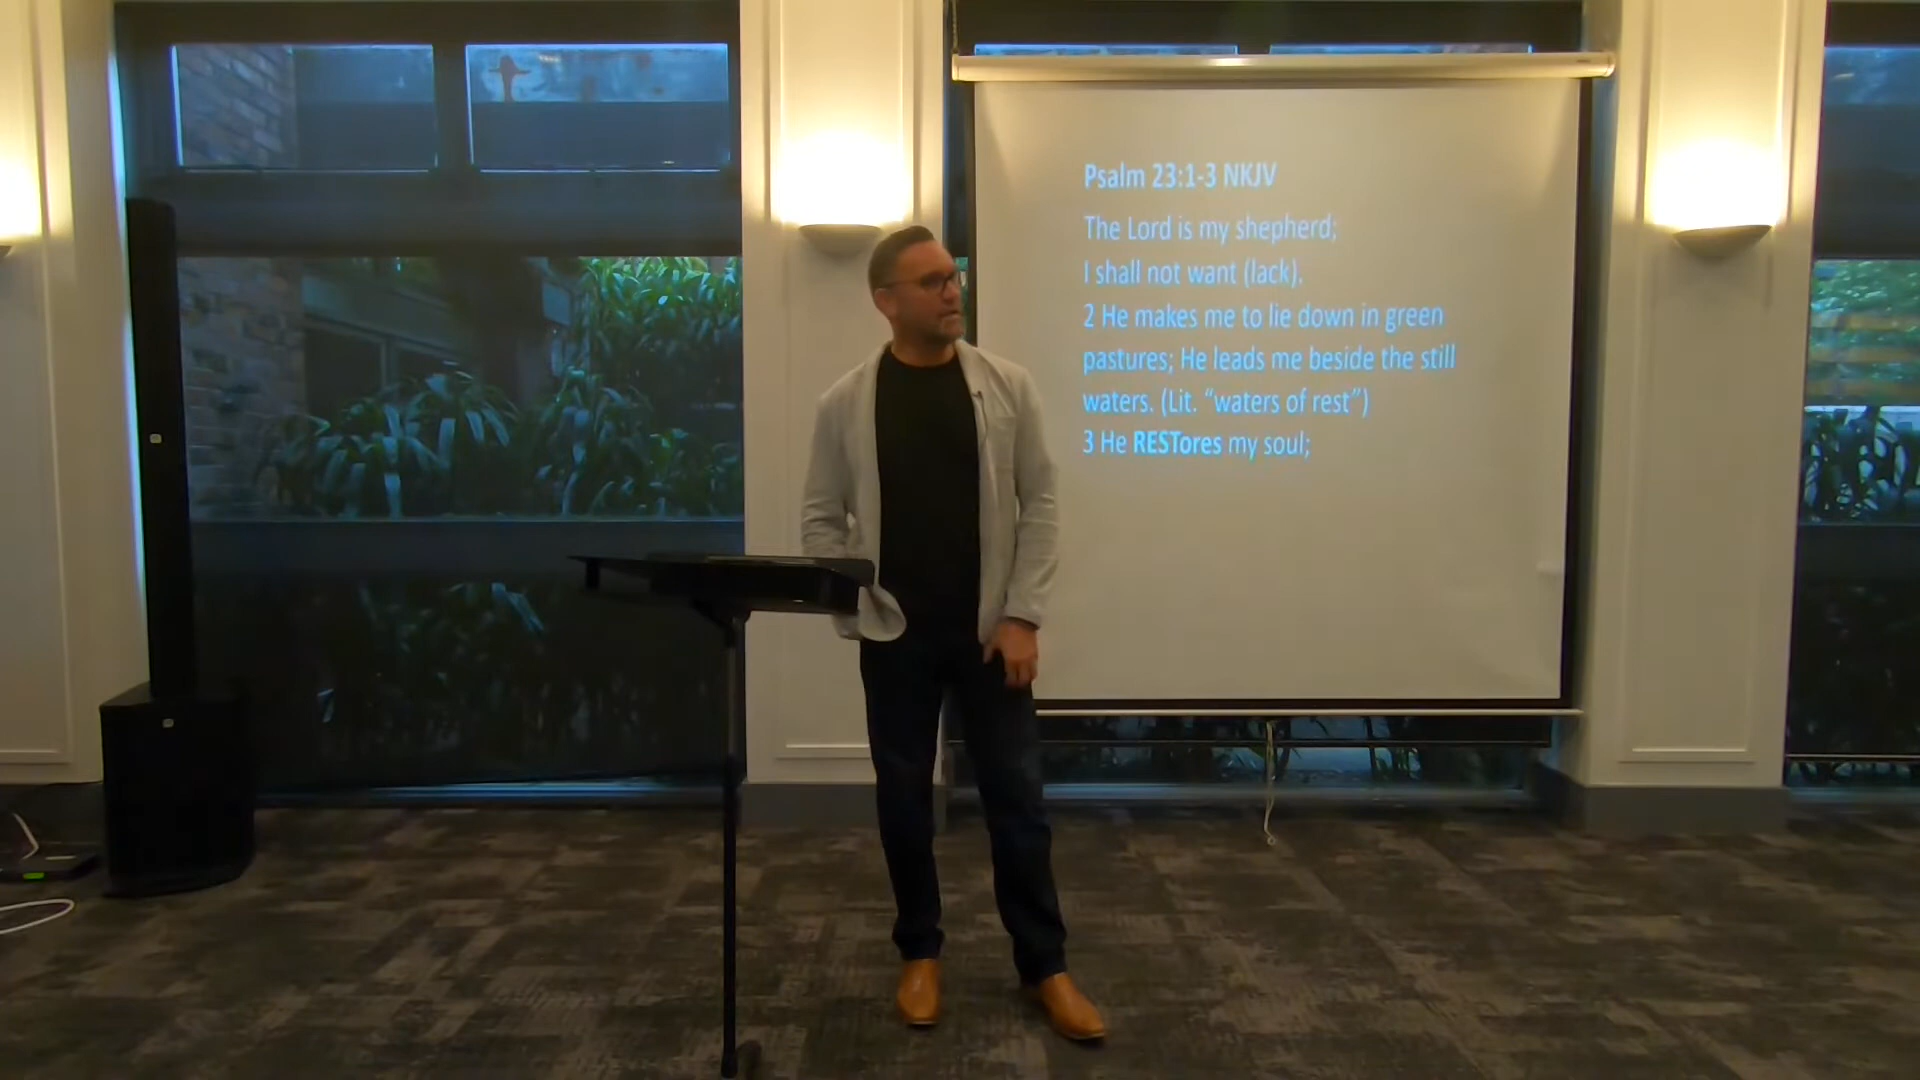 Psalm 23:1-3 NKJV
The Lord is my shepherd;
I shall not want (lack).
2 He makes me to lie down in green
pastures; He leads me beside the still
waters. (Lit. “waters of rest”)
3 He RESTores my soul;